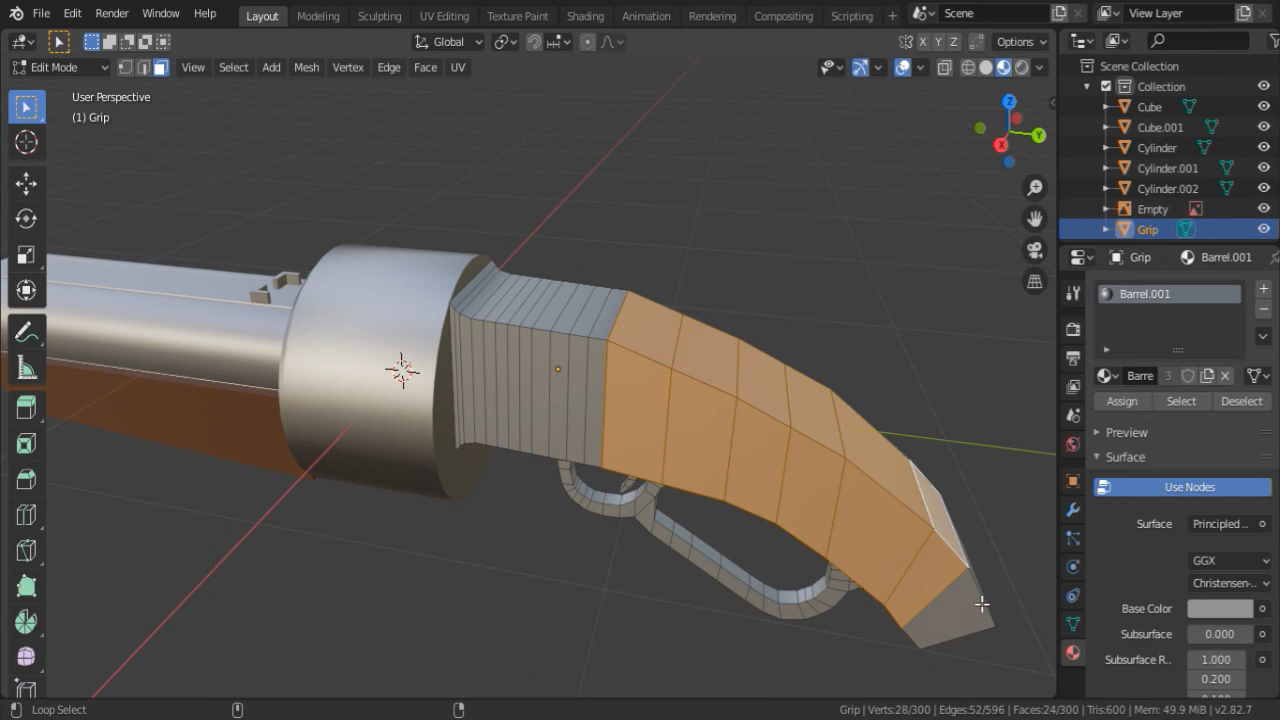 File Edit Render Window Help Layout Modeling Sculpting UV Editing Texture Paint Shading Animation Rendering Compositing Scripting + Scene View Layer
Global X Y Z Options
Edit Mode View Select Add Mesh Vertex Edge Face UV
Scene Collection
Collection
Cube
Cube.001
Cylinder
Cylinder.001
Cylinder.002
Empty
Grip
User Perspective
(1) Grip
Z
Y
X
Grip Barrel.001
Barrel.001
Barre 3
Assign Select Deselect
Preview
Surface
Use Nodes
Surface Principled ..
GGX
Christensen-..
Base Color
Subsurface 0.000
Subsurface R.. 1.000
0.200
Loop Select
Grip | Verts:28/300 | Edges:52/596 | Faces:24/300 | Tris:600 | Mem: 49.9 MiB | v2.82.7